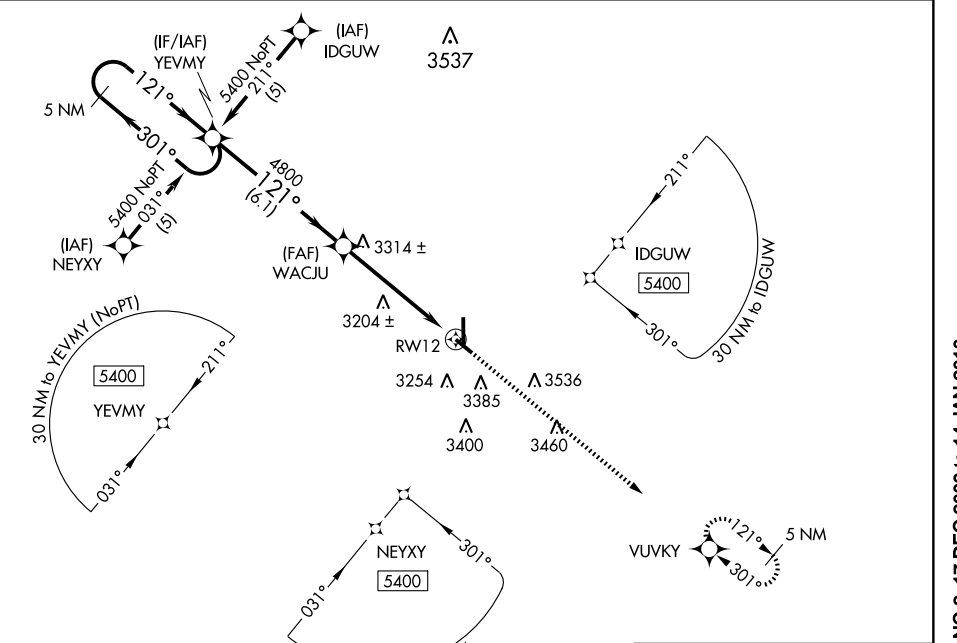 (IAF)
IDGUW
3537
(IF/IAF)
YEVMY
5400 NoPT
211°
(5)
5 NM
121°
301°
5400 NoPT
031°
(5)
(IAF)
NEYXY
4800
121°
(6.1)
(FAF)
WACJU
3314 ±
3204 ±
RW12
211°
IDGUW
5400
301°
30 NM to IDGUW
30 NM to YEVMY (NoPT)
5400
YEVMY
211°
031°
3254
3385
3536
3400
3460
NEYXY
5400
301°
031°
VUVKY
121°
301°
5 NM